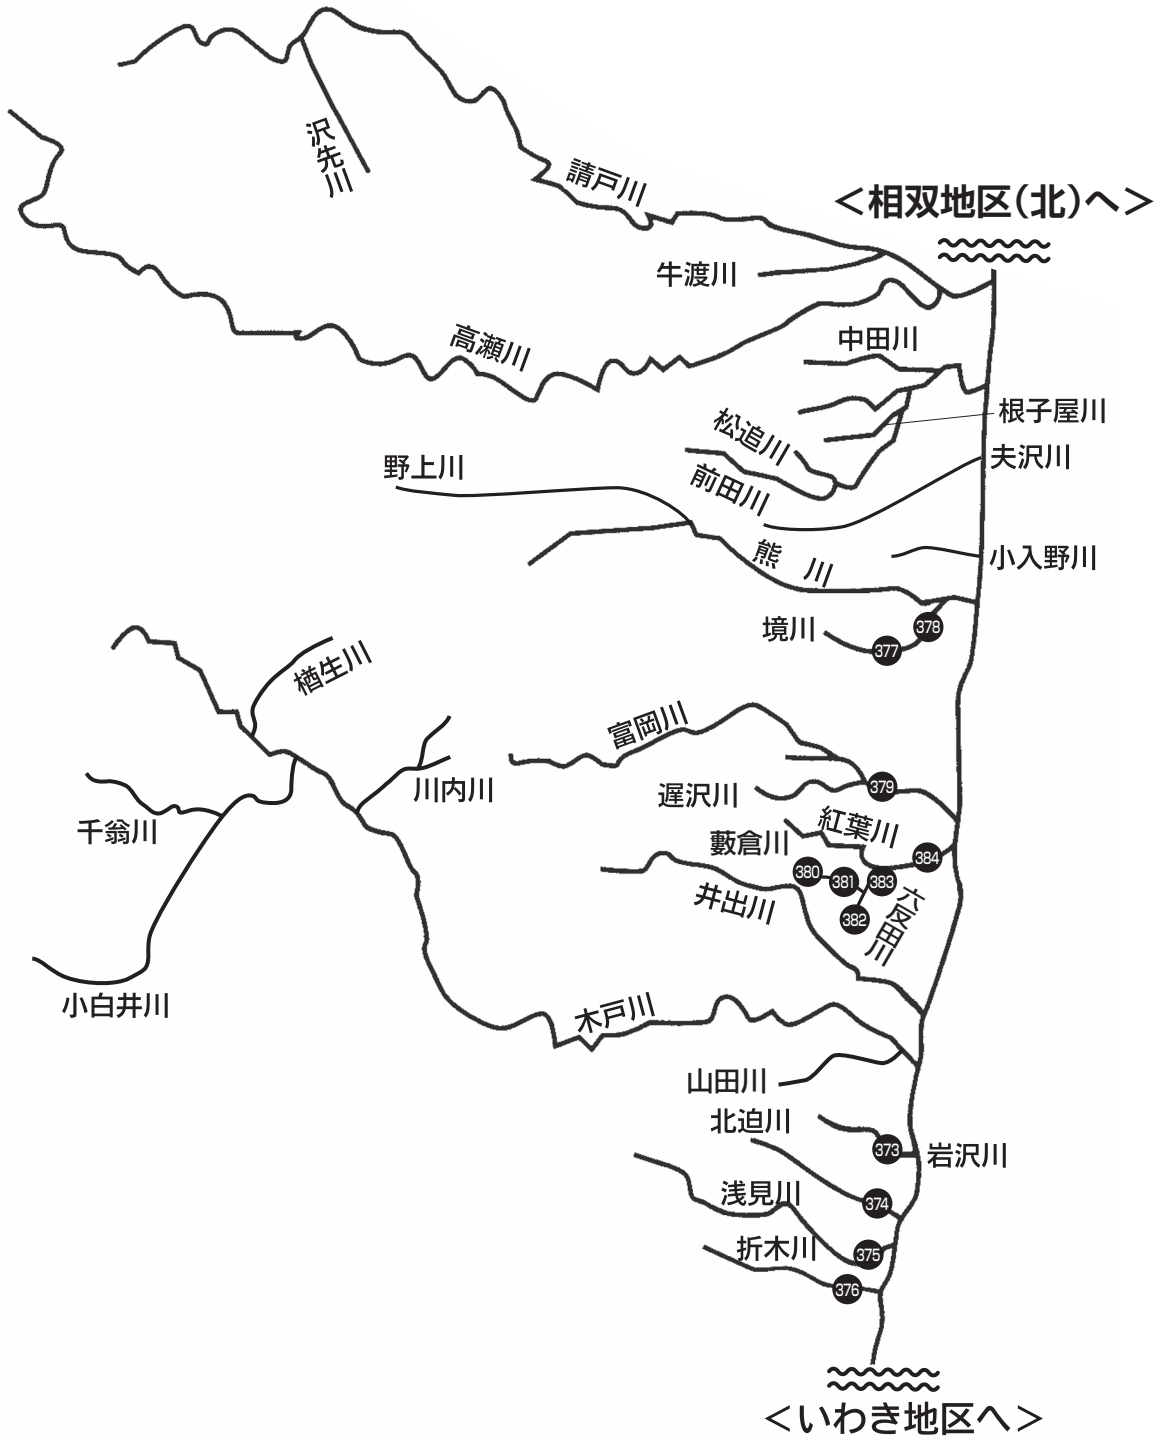 沢先川
請戸川
＜相双地区（北）へ＞
牛渡川
高瀬川
中田川
根子屋川
松追川
夫沢川
野上川
前田川
熊川
小入野川
境川
378
377
楢生川
富岡川
川内川
遅沢川
379
千翁川
紅葉川
藪倉川
384
380
381
383
井出川
382
六反田川
小白井川
木戸川
山田川
北迫川
373
岩沢川
浅見川
374
折木川
375
376
＜いわき地区へ＞